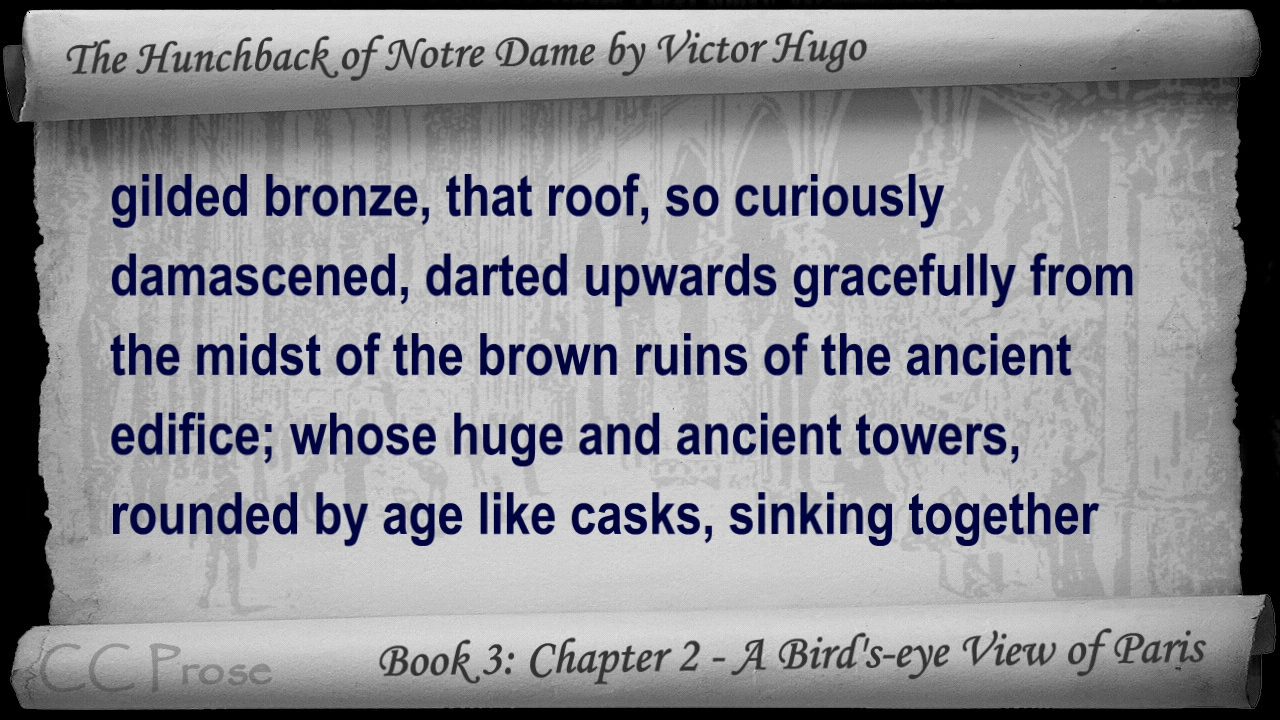 The Hunchback of Notre Dame by Victor Hugo
gilded bronze, that roof, so curiously
damascened, darted upwards gracefully from
the midst of the brown ruins of the ancient
edifice; whose huge and ancient towers,
rounded by age like casks, sinking together
CC Prose
Book 3: Chapter 2 - A Bird's-eye View of Paris